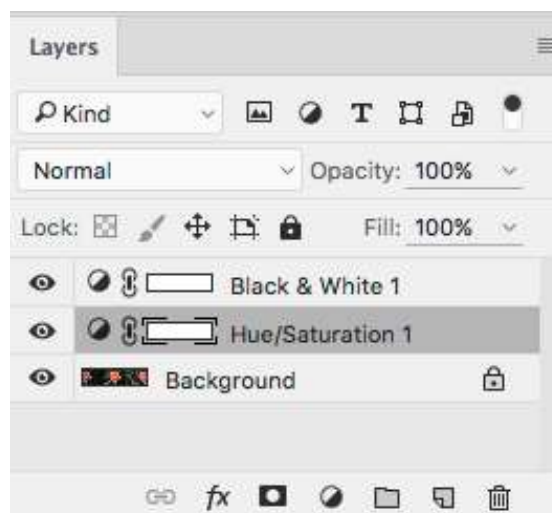 Layers
Kind
Normal Opacity: 100%
Lock: Fill: 100%
Black & White 1
Hue/Saturation 1
Background
fx